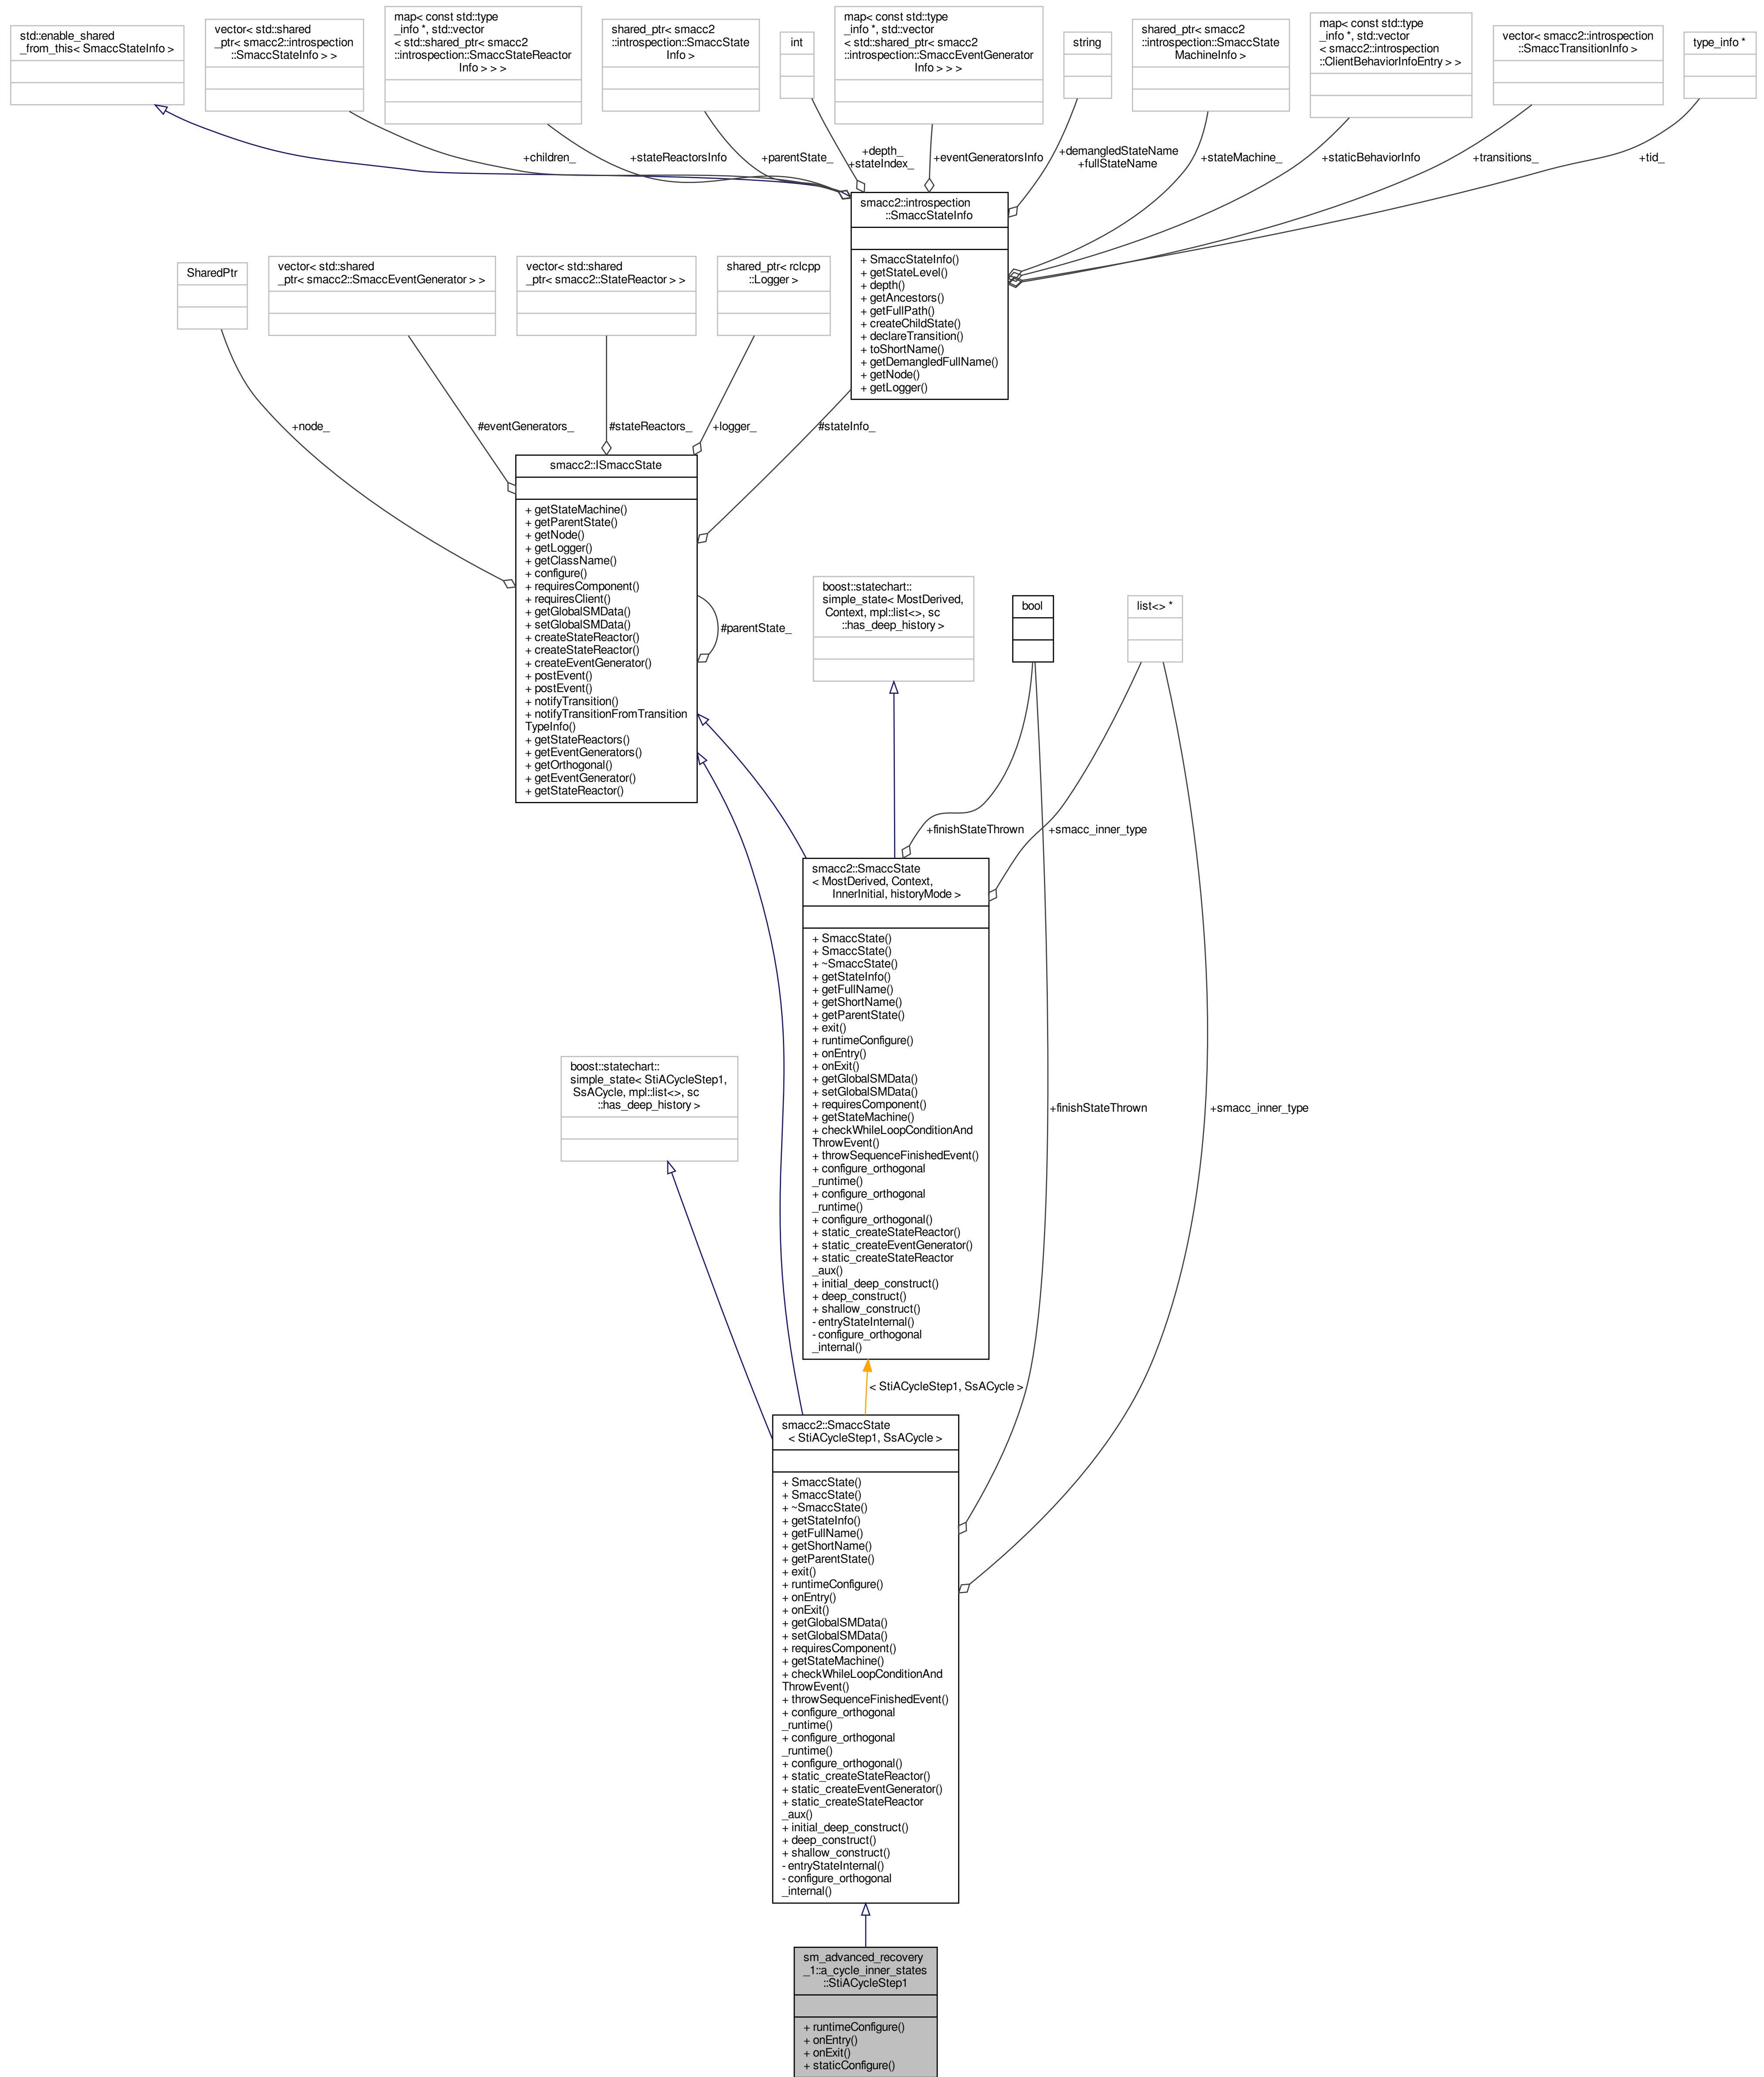 std::enable_shared
_from_this< SmaccStateInfo >
vector< std::shared
_ptr< smacc2::introspection
::SmaccStateInfo > >
map< const std::type
_info *, std::vector
< std::shared_ptr< smacc2
::introspection::SmaccStateReactor
Info > > >
shared_ptr< smacc2
::introspection::SmaccState
Info >
int
map< const std::type
_info *, std::vector
< std::shared_ptr< smacc2
::introspection::SmaccEventGenerator
Info > > >
string
shared_ptr< smacc2
::introspection::SmaccState
MachineInfo >
map< const std::type
_info *, std::vector
< smacc2::introspection
::ClientBehaviorInfoEntry > >
vector< smacc2::introspection
::SmaccTransitionInfo >
type_info *
+children_
+stateReactorsInfo
+parentState_
+depth_
+stateIndex_
+eventGeneratorsInfo
+demangledStateName
+fullStateName
+stateMachine_
+staticBehaviorInfo
+transitions_
+tid_
smacc2::introspection
::SmaccStateInfo
+ SmaccStateInfo()
+ getStateLevel()
+ depth()
+ getAncestors()
+ getFullPath()
+ createChildState()
+ declareTransition()
+ toShortName()
+ getDemangledFullName()
+ getNode()
+ getLogger()
SharedPtr
vector< std::shared
_ptr< smacc2::SmaccEventGenerator > >
vector< std::shared
_ptr< smacc2::StateReactor > >
shared_ptr< rclcpp
::Logger >
+node_
#eventGenerators_
#stateReactors_
+logger_
#stateInfo_
smacc2::ISmaccState
+ getStateMachine()
+ getParentState()
+ getNode()
+ getLogger()
+ getClassName()
+ configure()
+ requiresComponent()
+ requiresClient()
+ getGlobalSMData()
+ setGlobalSMData()
+ createStateReactor()
+ createStateReactor()
+ createEventGenerator()
+ postEvent()
+ postEvent()
+ notifyTransition()
+ notifyTransitionFromTransition
TypeInfo()
+ getStateReactors()
+ getEventGenerators()
+ getOrthogonal()
+ getEventGenerator()
+ getStateReactor()
#parentState_
boost::statechart::
simple_state< MostDerived,
Context, mpl::list<>, sc
::has_deep_history >
bool
list<> *
+finishStateThrown
+smacc_inner_type
smacc2::SmaccState
< MostDerived, Context,
InnerInitial, historyMode >
+ SmaccState()
+ SmaccState()
+ ~SmaccState()
+ getStateInfo()
+ getFullName()
+ getShortName()
+ getParentState()
+ exit()
+ runtimeConfigure()
+ onEntry()
+ onExit()
+ getGlobalSMData()
+ setGlobalSMData()
+ requiresComponent()
+ getStateMachine()
+ checkWhileLoopConditionAnd
ThrowEvent()
+ throwSequenceFinishedEvent()
+ configure_orthogonal
_runtime()
+ configure_orthogonal
_runtime()
+ configure_orthogonal()
+ static_createStateReactor()
+ static_createEventGenerator()
+ static_createStateReactor
_aux()
+ initial_deep_construct()
+ deep_construct()
+ shallow_construct()
- entryStateInternal()
- configure_orthogonal
_internal()
boost::statechart::
simple_state< StiACycleStep1,
SsACycle, mpl::list<>, sc
::has_deep_history >
+finishStateThrown
+smacc_inner_type
< StiACycleStep1, SsACycle >
smacc2::SmaccState
< StiACycleStep1, SsACycle >
+ SmaccState()
+ SmaccState()
+ ~SmaccState()
+ getStateInfo()
+ getFullName()
+ getShortName()
+ getParentState()
+ exit()
+ runtimeConfigure()
+ onEntry()
+ onExit()
+ getGlobalSMData()
+ setGlobalSMData()
+ requiresComponent()
+ getStateMachine()
+ checkWhileLoopConditionAnd
ThrowEvent()
+ throwSequenceFinishedEvent()
+ configure_orthogonal
_runtime()
+ configure_orthogonal
_runtime()
+ configure_orthogonal()
+ static_createStateReactor()
+ static_createEventGenerator()
+ static_createStateReactor
_aux()
+ initial_deep_construct()
+ deep_construct()
+ shallow_construct()
- entryStateInternal()
- configure_orthogonal
_internal()
sm_advanced_recovery
_1::a_cycle_inner_states
::StiACycleStep1
+ runtimeConfigure()
+ onEntry()
+ onExit()
+ staticConfigure()